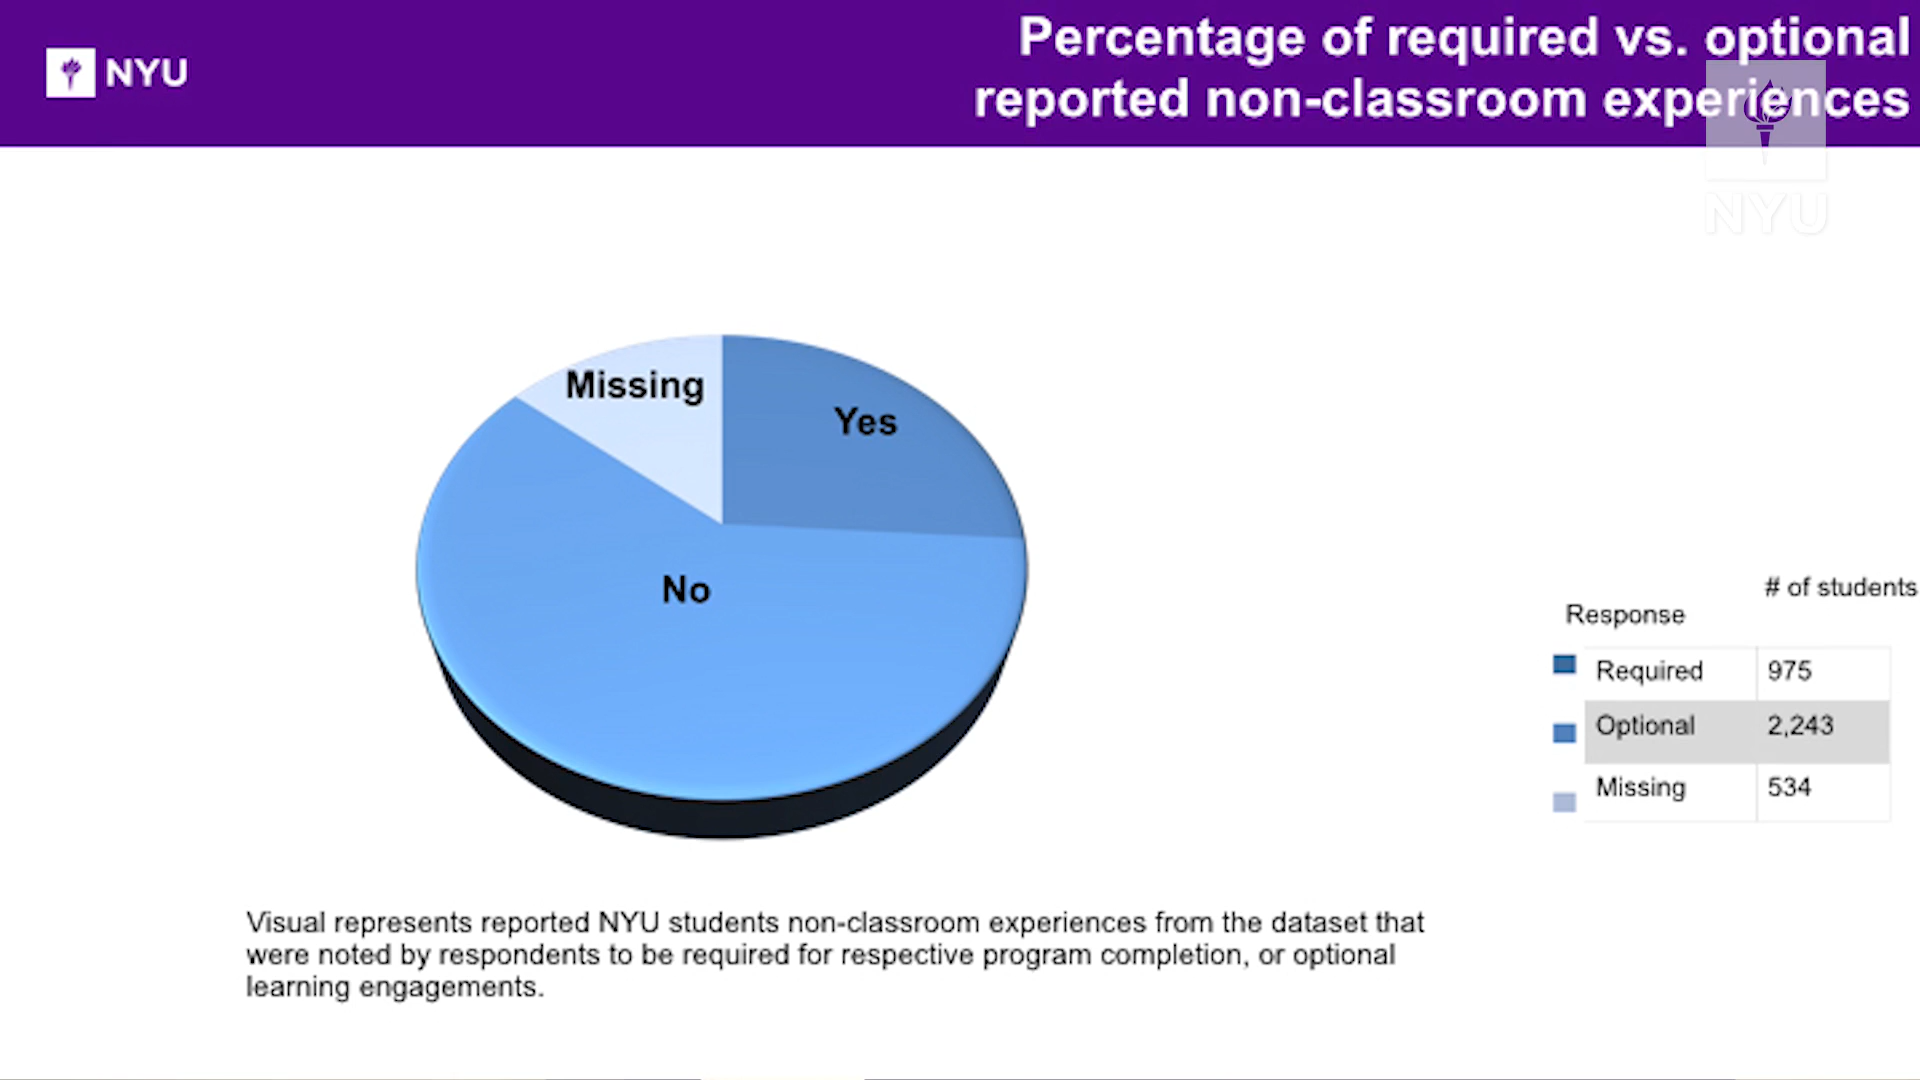 NYU
Percentage of required vs. optional
reported non-classroom experiences
NYU
Missing
Yes
No
# of students
Response
Required 975
Optional 2,243
Missing 534
Visual represents reported NYU students non-classroom experiences from the dataset that
were noted by respondents to be required for respective program completion, or optional
learning engagements.